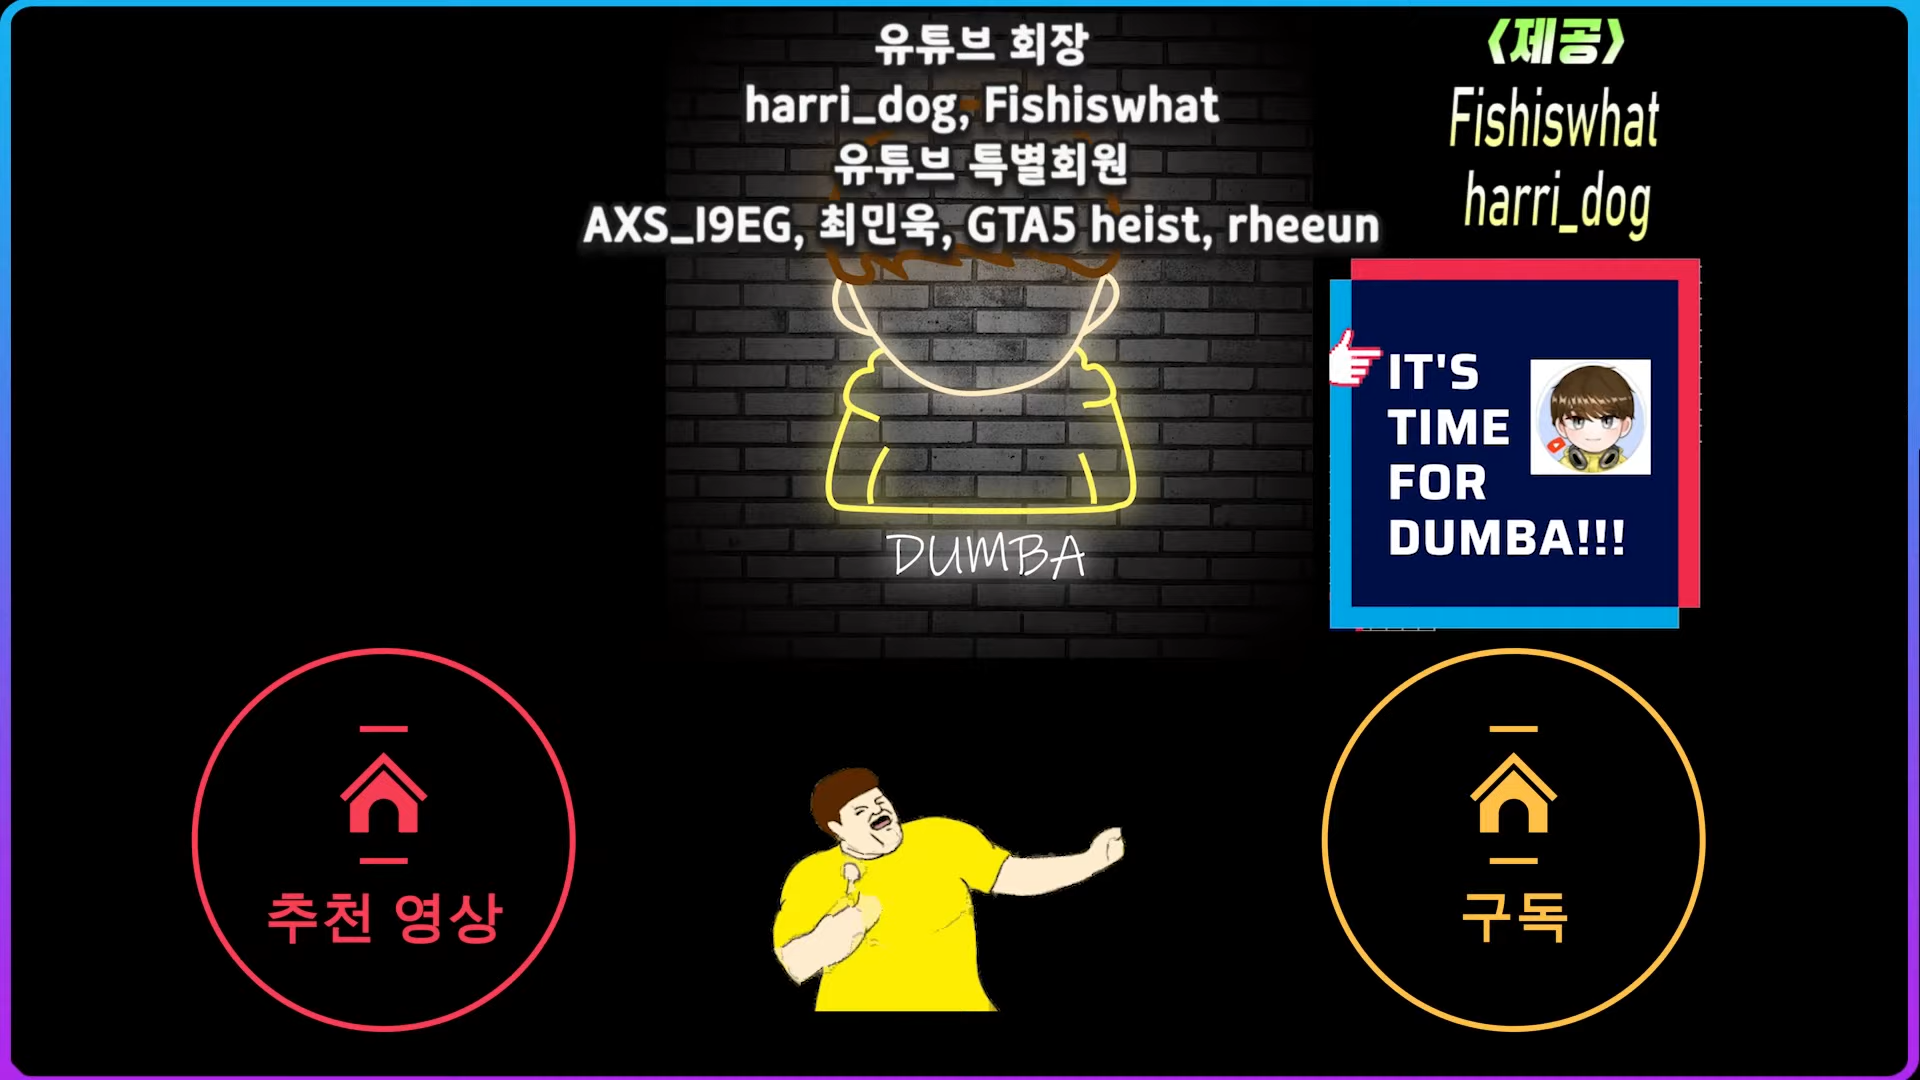 유튜브 회장
harri_dog, Fishiswhat
유튜브 특별회원
AXS_I9EG, 최민욱, GTA5 heist, rheeun
DUMBA
《제공》
Fishiswhat
harri_dog
IT'S
TIME
FOR
DUMBA!!!
추천 영상
구독